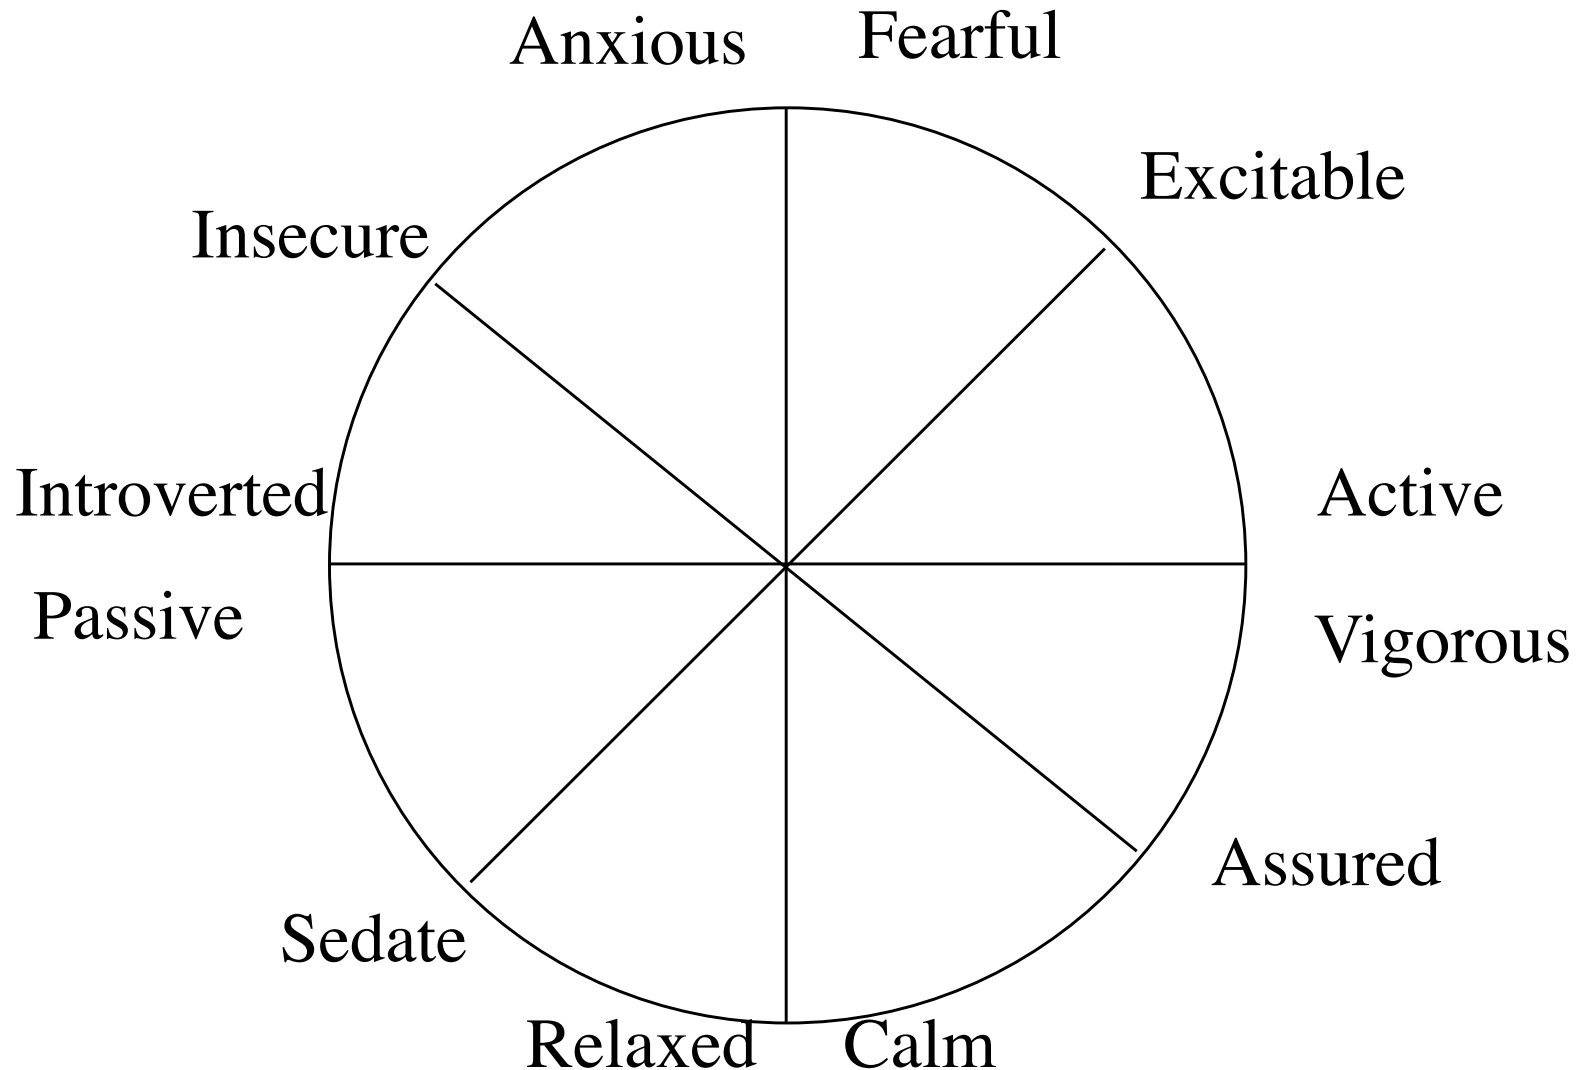 Anxious
Fearful
Excitable
Insecure
Introverted
Active
Passive
Vigorous
Assured
Sedate
Relaxed
Calm